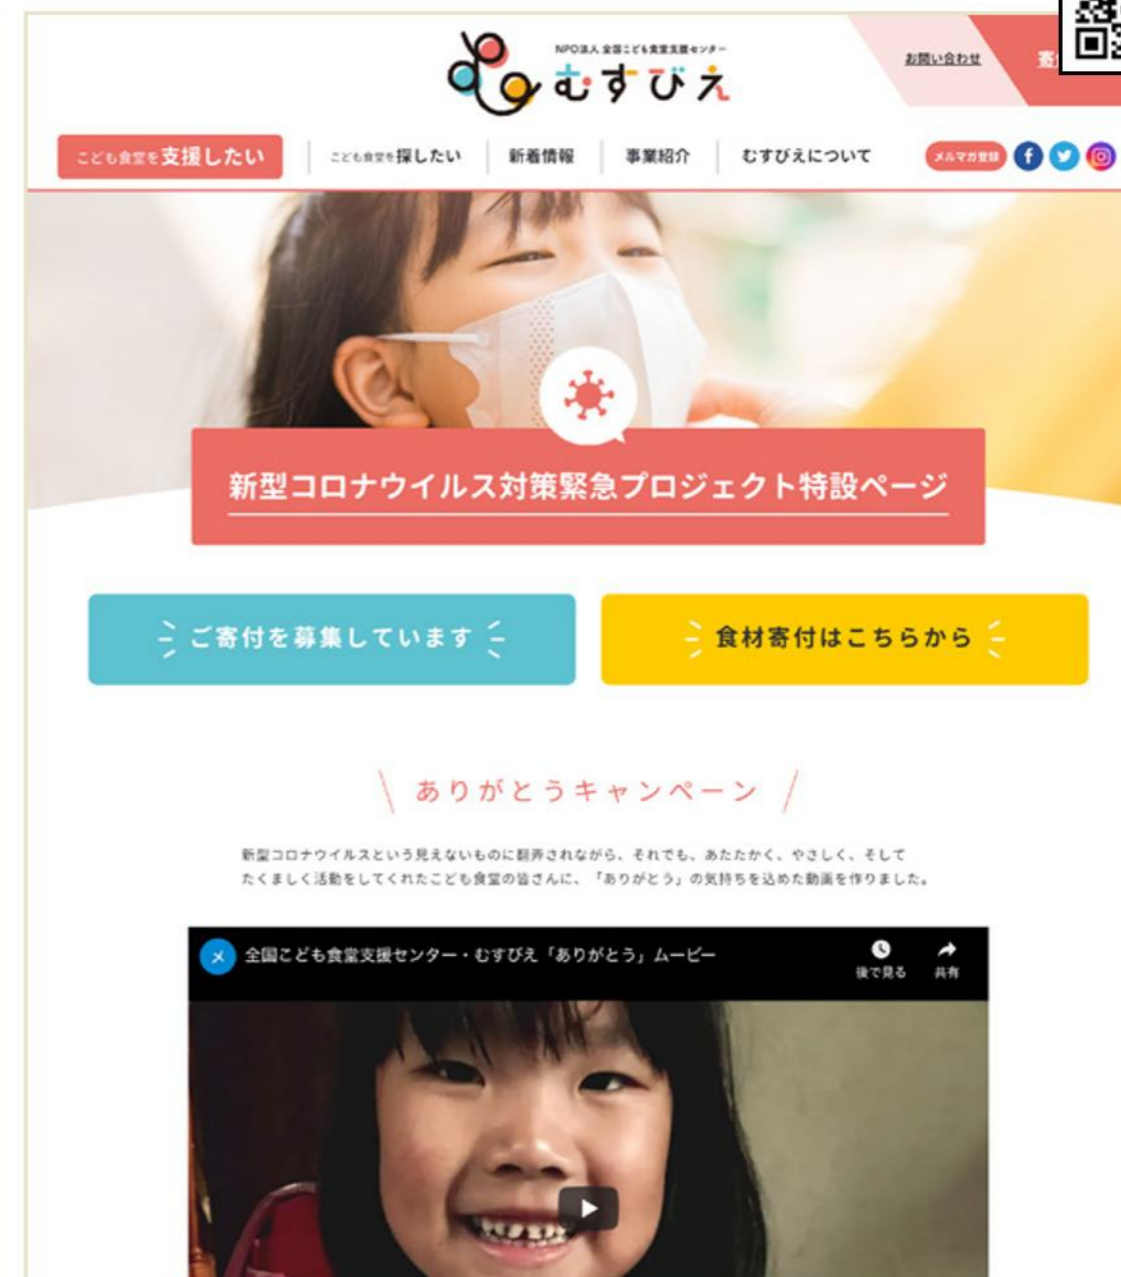 NPO法人 全国こども食堂支援センター
むすびえ
お問い合わせ
こども食堂を支援したい
こども食堂を探したい
新着情報
事業紹介
むすびえについて
メルマガ登録
新型コロナウイルス対策緊急プロジェクト特設ページ
ご寄付を募集しています
食材寄付はこちらから
ありがとうキャンペーン
新型コロナウイルスという見えないものに翻弄されながら、それでも、あたたかく、やさしく、そして
たくましく活動をしてくれたこども食堂の皆さんに、「ありがとう」の気持ちを込めた動画を作りました。
メ
全国こども食堂支援センター・むすびえ「ありがとう」ムービー
後で見る
共有